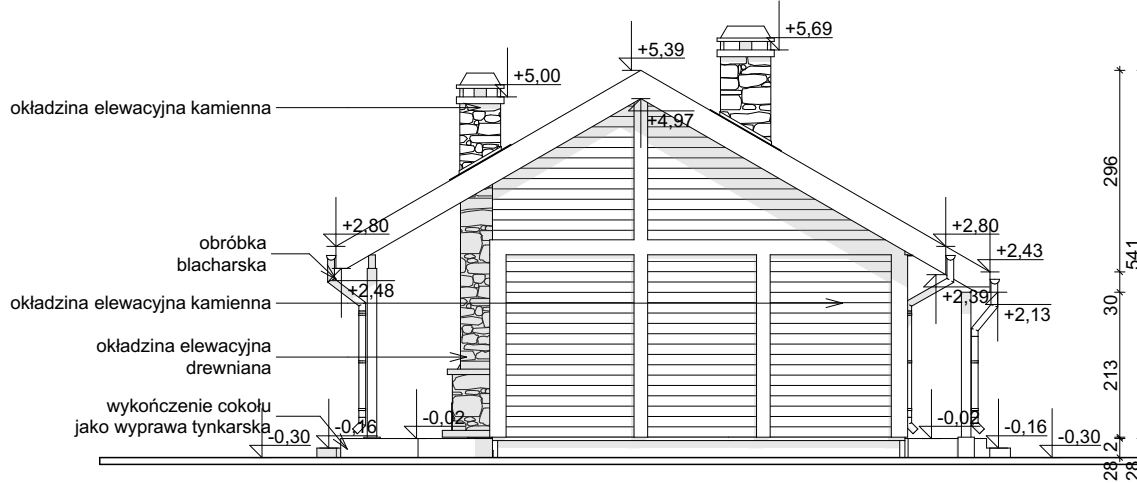 +5,69
+5,39
+5,00
okładzina elewacyjna kamienna
+4,97
296
+2,80
+2,80
obróbka
blacharska
+2,43
541
+2,48
+2,39
okładzina elewacyjna kamienna
30
+2,13
okładzina elewacyjna
drewniana
213
wykończenie cokołu
jako wyprawa tynkarska
-0,02
-0,02
-0,16
-0,16
-0,30
-0,30
2
28
28